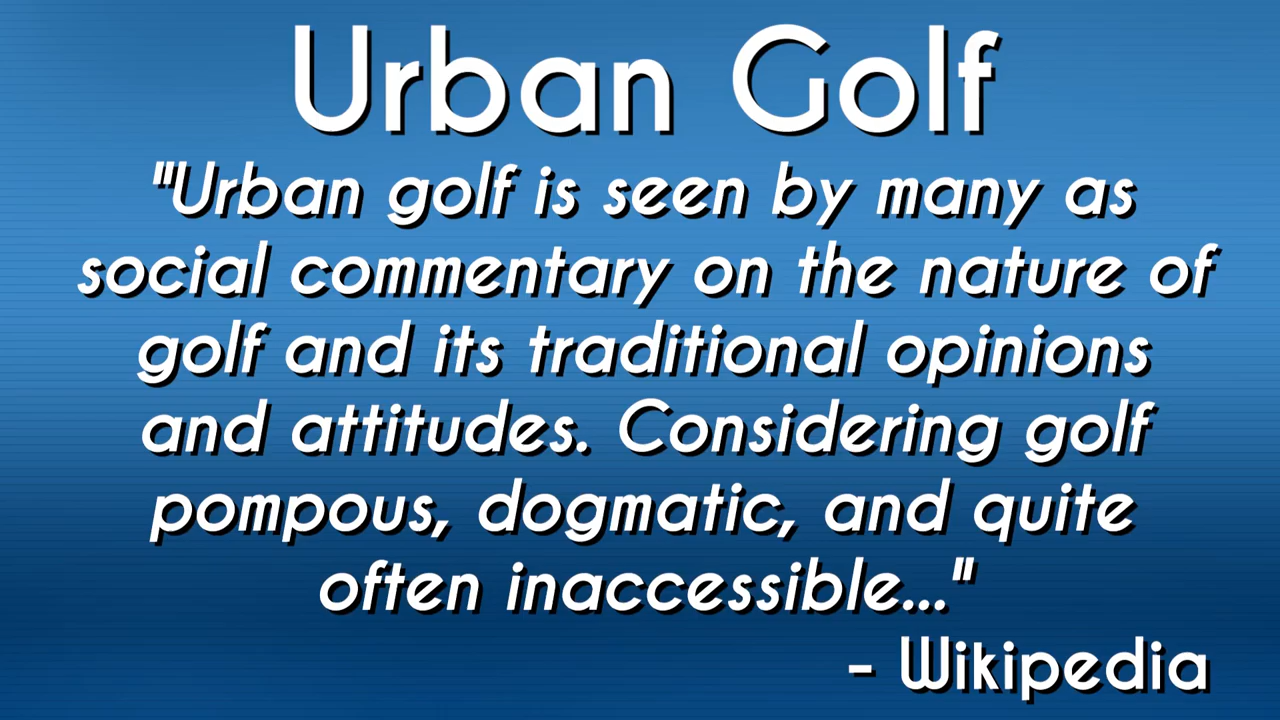 Urban Golf
"Urban golf is seen by many as
social commentary on the nature of
golf and its traditional opinions
and attitudes. Considering golf
pompous, dogmatic, and quite
often inaccessible..."
- Wikipedia